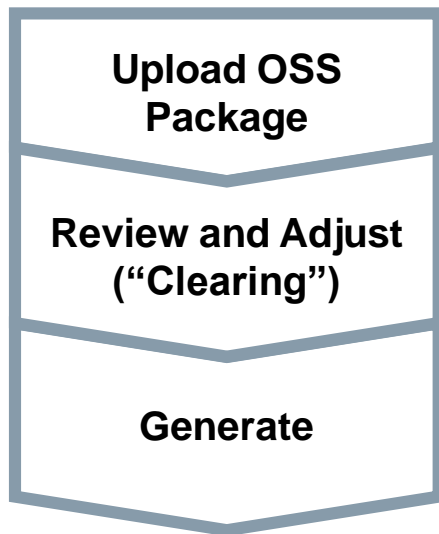 Upload OSS
Package
Review and Adjust
(“Clearing”)
Generate